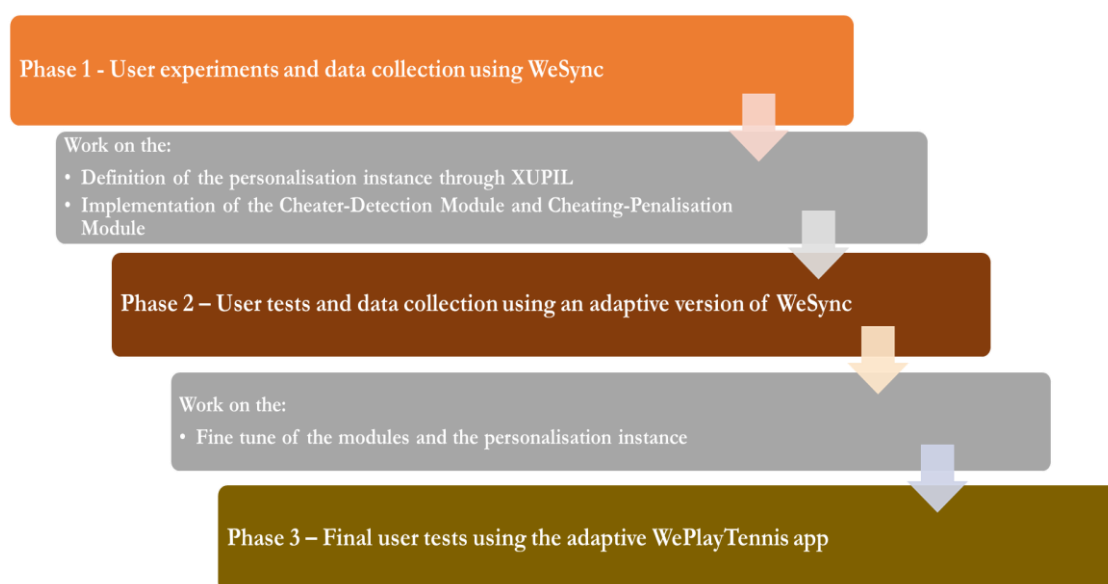 Phase 1 - User experiments and data collection using WeSync
Work on the:
• Definition of the personalisation instance through XUPIL
• Implementation of the Cheater-Detection Module and Cheating-Penalisation
Module
Phase 2 – User tests and data collection using an adaptive version of WeSync
Work on the:
• Fine tune of the modules and the personalisation instance
Phase 3 – Final user tests using the adaptive WePlayTennis app